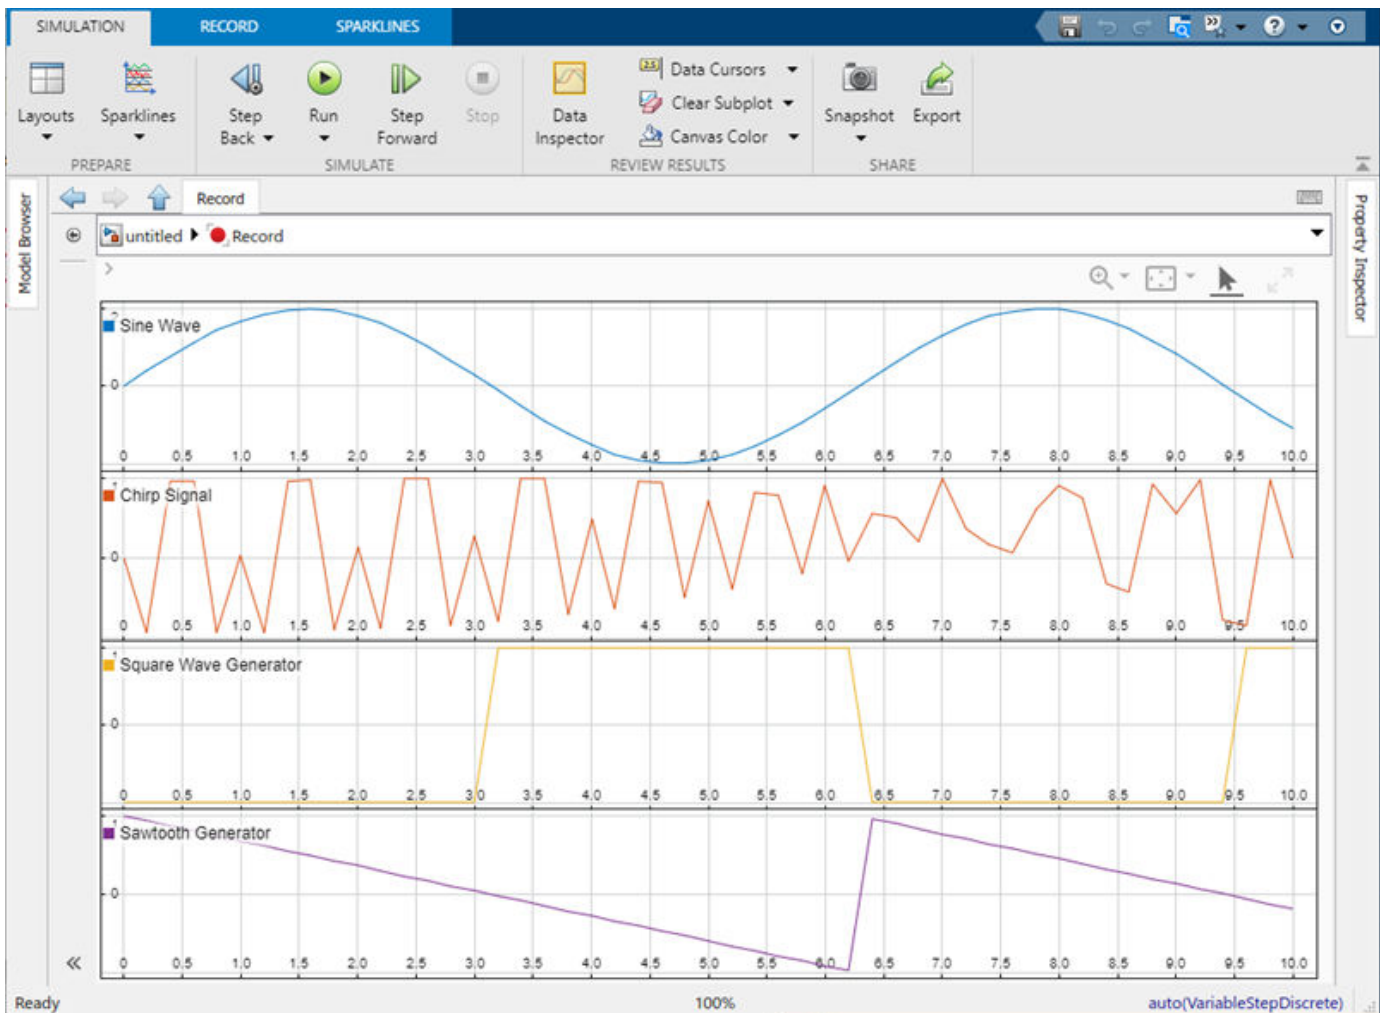 SIMULATION RECORD SPARKLINES
Layouts Sparklines Step Back Run Step Forward Stop Data Inspector Data Cursors Clear Subplot Canvas Color Snapshot Export
PREPARE SIMULATE REVIEW RESULTS SHARE
Model Browser
Property Inspector
Record
untitled Record
Sine Wave
0
0 0.5 1.0 1.5 2.0 2.5 3.0 3.5 4.0 4.5 5.0 5.5 6.0 6.5 7.0 7.5 8.0 8.5 9.0 9.5 10.0
1
Chirp Signal
0
0 0.5 1.0 1.5 2.0 2.5 3.0 3.5 4.0 4.5 5.0 5.5 6.0 6.5 7.0 7.5 8.0 8.5 9.0 9.5 10.0
1
Square Wave Generator
0
0 0.5 1.0 1.5 2.0 2.5 3.0 3.5 4.0 4.5 5.0 5.5 6.0 6.5 7.0 7.5 8.0 8.5 9.0 9.5 10.0
1
Sawtooth Generator
0
0 0.5 1.0 1.5 2.0 2.5 3.0 3.5 4.0 4.5 5.0 5.5 6.0 6.5 7.0 7.5 8.0 8.5 9.0 9.5 10.0
Ready 100% auto(VariableStepDiscrete)